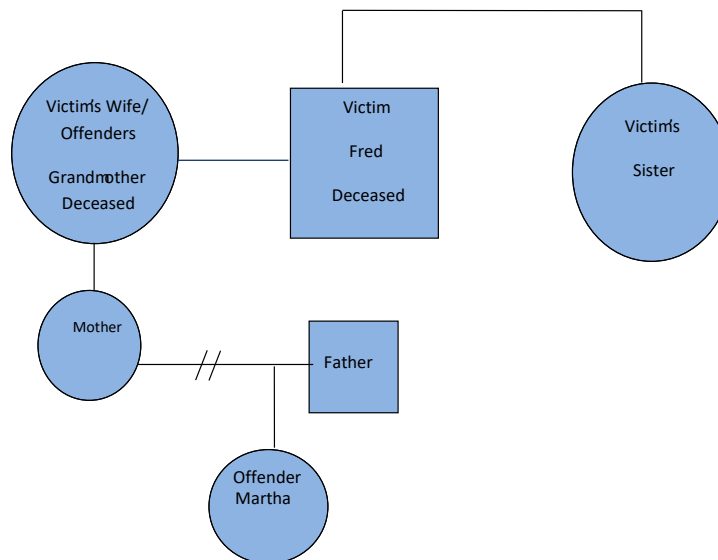 Victim's Wife/
Offenders
Grandmother
Deceased
Victim
Fred
Deceased
Victim's
Sister
Mother
Father
Offender
Martha